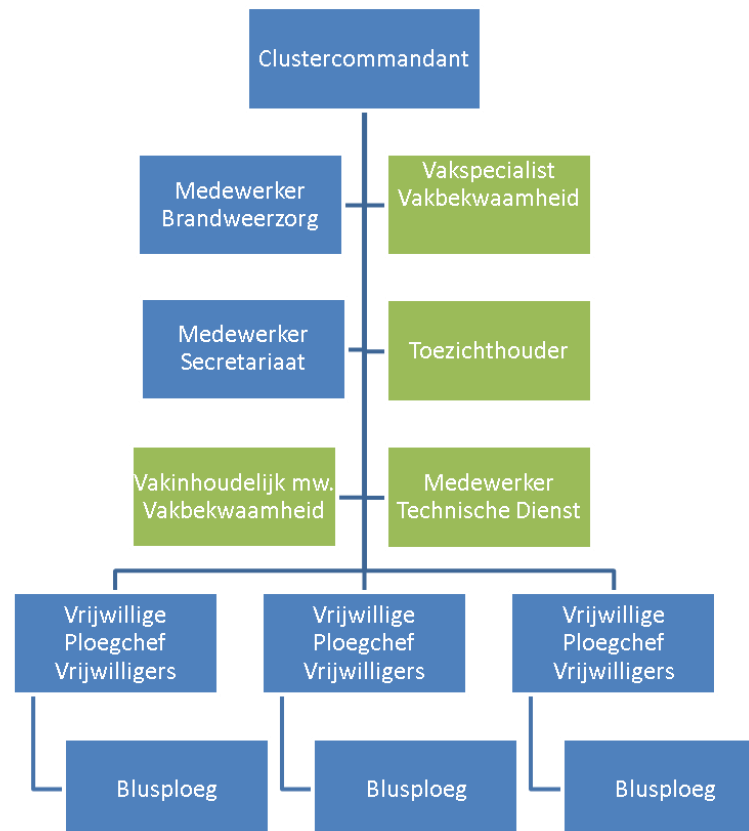 Clustercommandant
Medewerker
Brandweerzorg
Vakspecialist
Vakbekwaamheid
Medewerker
Secretariaat
Toezichthouder
Vakinhoudelijk mw.
Vakbekwaamheid
Medewerker
Technische Dienst
Vrijwillige
Ploegchef
Vrijwilligers
Vrijwillige
Ploegchef
Vrijwilligers
Vrijwillige
Ploegchef
Vrijwilligers
Blusploeg
Blusploeg
Blusploeg